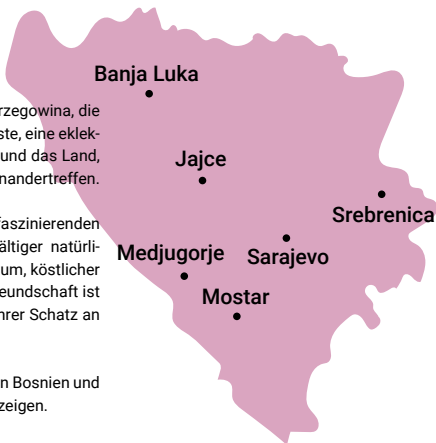 Banja Luka
rzegowina, die
ste, eine eklek-
und das Land,
nandertreffen.
Jajce
faszinierenden
ältiger natürli-
um, köstlicher
eundschaft ist
hrer Schatz an
Srebrenica
Medjugorje
Sarajevo
Mostar
n Bosnien und
zeigen.